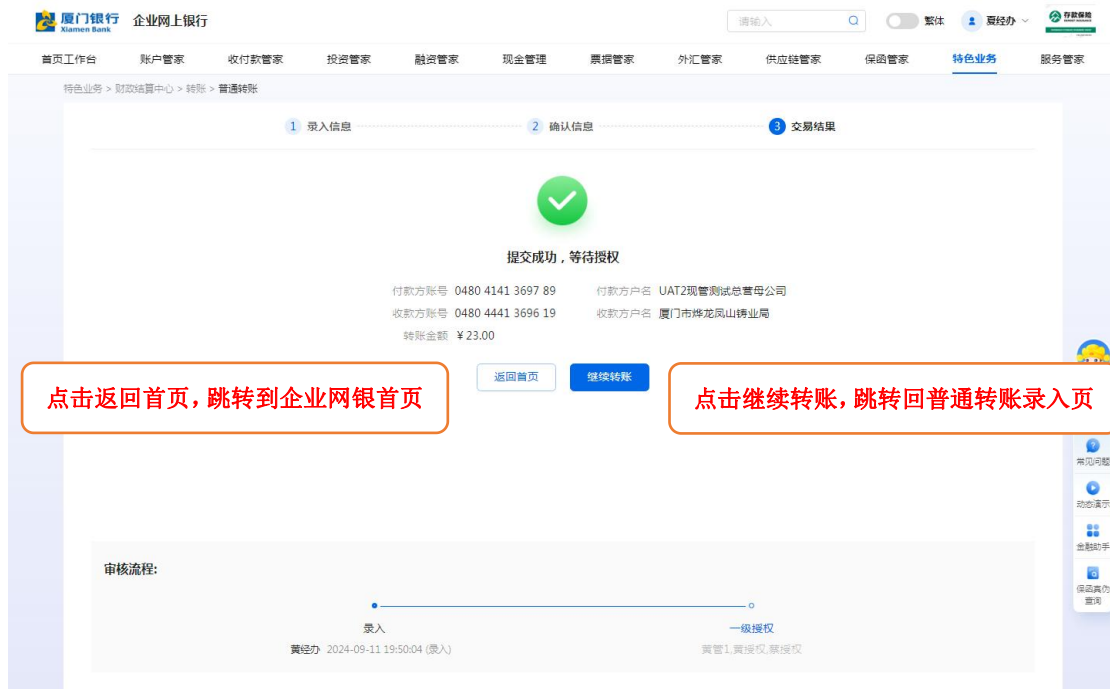 厦门银行 企业网上银行
Xiamen Bank
请输入
繁体
夏经办
存款保险
首页工作台 账户管家 收付款管家 投资管家 融资管家 现金管理 票据管家 外汇管家 供应链管家 保函管家 特色业务 服务管家
特色业务 > 财政结算中心 > 转账 > 普通转账
1 录入信息 2 确认信息 3 交易结果
提交成功，等待授权
付款方账号 0480 4141 3697 89 付款方户名 UAT2现管测试总营母公司
收款方账号 0480 4441 3696 19 收款方户名 厦门市烨龙凤山铸业局
转账金额 ¥ 23.00
返回首页 继续转账
点击返回首页，跳转到企业网银首页
点击继续转账，跳转回普通转账录入页
常见问题
动态演示
金融助手
保函真伪
查询
审核流程:
录入 一级授权
黄经办 2024-09-11 19:50:04 (录入) 黄管1,黄授权,蔡授权